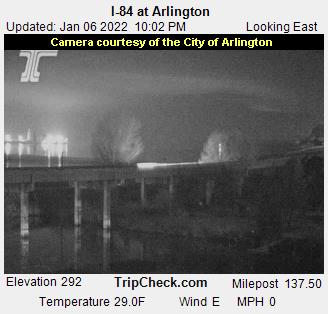 I-84 at Arlington
Updated: Jan 06 2022 10:02 PM Looking East
Camera courtesy of the City of Arlington
Elevation 292 TripCheck.com Milepost 137.50
Temperature 29.0F Wind E MPH 0